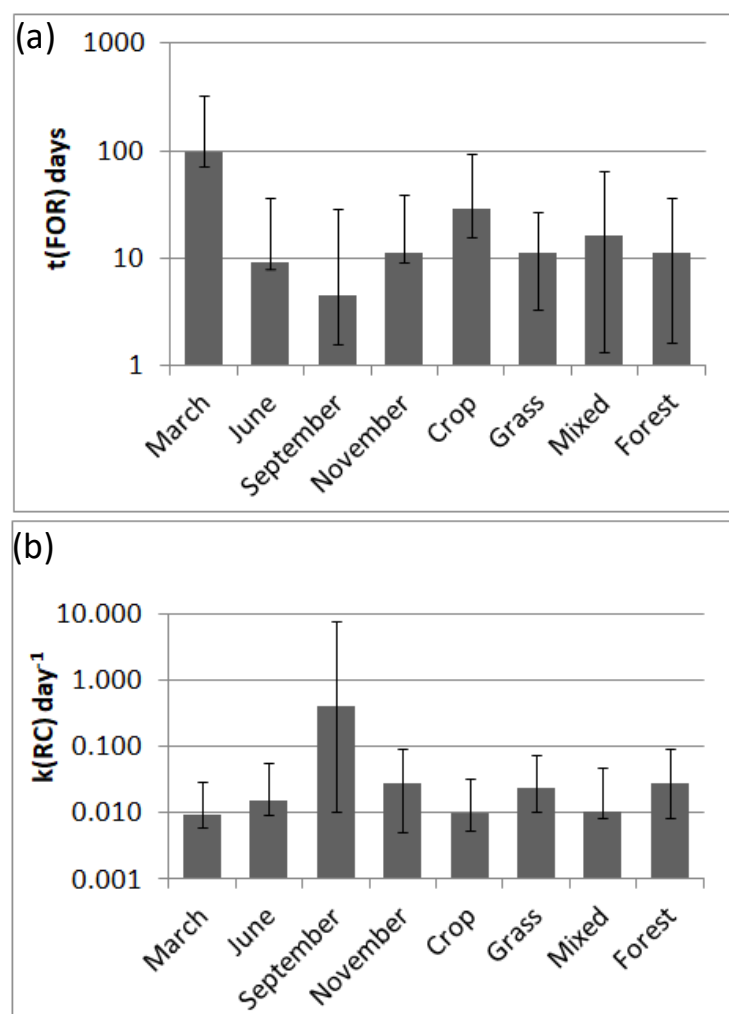 (a)
t(FOR) days
1000
100
10
1
March
June
September
November
Crop
Grass
Mixed
Forest
(b)
k(RC) day⁻¹
10.000
1.000
0.100
0.010
0.001
March
June
September
November
Crop
Grass
Mixed
Forest